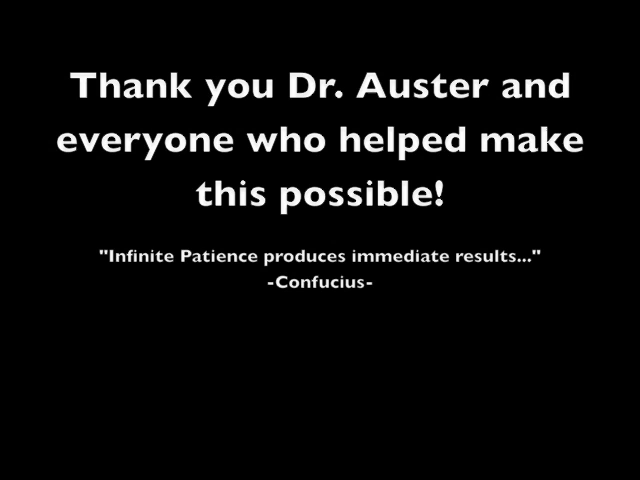 Thank you Dr. Auster and
everyone who helped make
this possible!
"Infinite Patience produces immediate results..."
-Confucius-